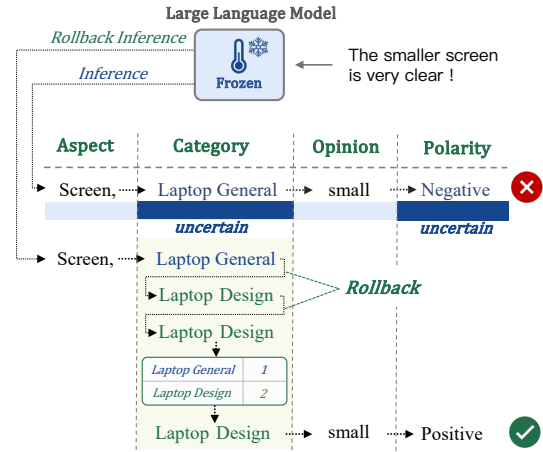 Large Language Model
Rollback Inference
Inference
Frozen
The smaller screen
is very clear !
Aspect Category Opinion Polarity
Screen, Laptop General small Negative
uncertain uncertain
Screen, Laptop General
Laptop Design
Rollback
Laptop Design
Laptop General 1
Laptop Design 2
Laptop Design small Positive